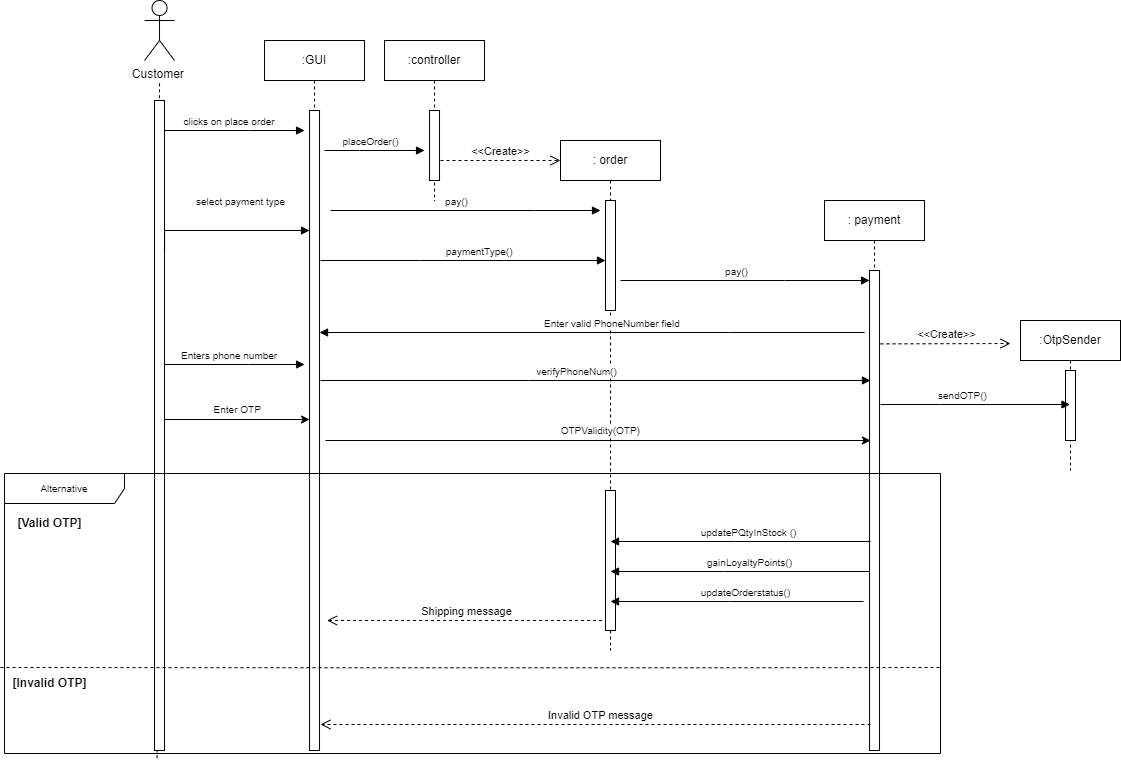 Customer
:GUI
:controller
clicks on place order
placeOrder()
<<Create>>
: order
select payment type
pay()
: payment
paymentType()
pay()
Enter valid PhoneNumber field
<<Create>>
:OtpSender
Enters phone number
verifyPhoneNum()
sendOTP()
Enter OTP
OTPValidity(OTP)
Alternative
[Valid OTP]
updatePQtyInStock ()
gainLoyaltyPoints()
updateOrderstatus()
Shipping message
[Invalid OTP]
Invalid OTP message